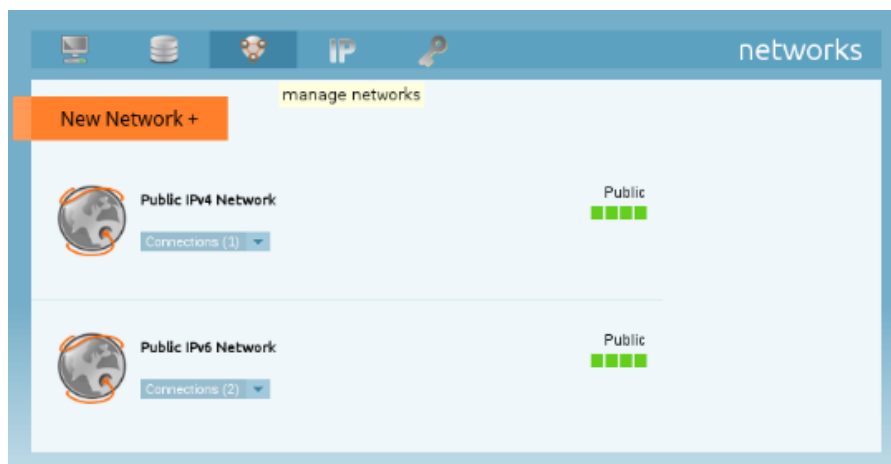 IP
networks
manage networks
New Network +
Public IPv4 Network
Public
Connections (1)
Public IPv6 Network
Public
Connections (2)